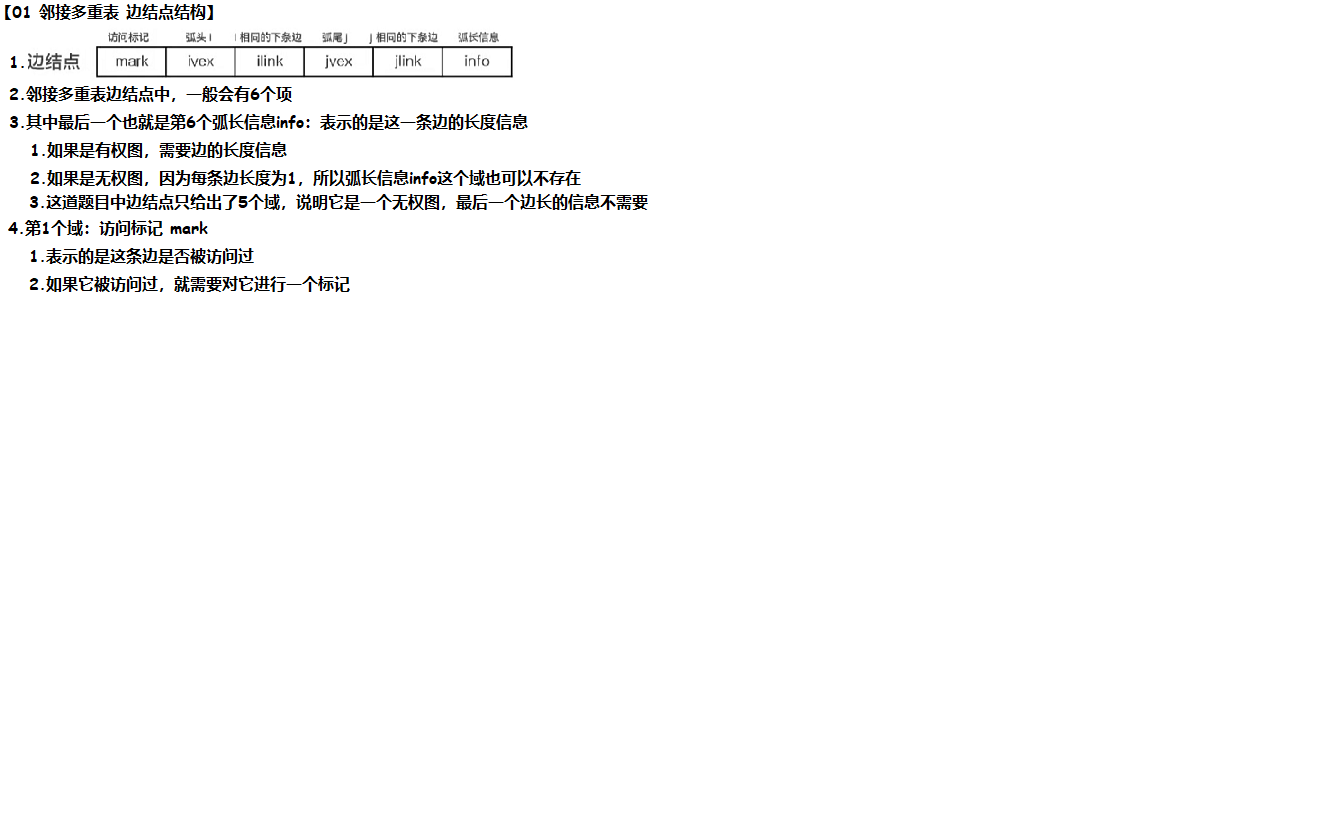 【01 邻接多重表 边结点结构】
访问标记 弧头i i相同的下条边 弧尾j j相同的下条边 弧长信息
1.边结点 mark ivex ilink jvex jlink info
2.邻接多重表边结点中，一般会有6个项
3.其中最后一个也就是第6个弧长信息info：表示的是这一条边的长度信息
1.如果是有权图，需要边的长度信息
2.如果是无权图，因为每条边长度为1，所以弧长信息info这个域也可以不存在
3.这道题目中边结点只给出了5个域，说明它是一个无权图，最后一个边长的信息不需要
4.第1个域：访问标记 mark
1.表示的是这条边是否被访问过
2.如果它被访问过，就需要对它进行一个标记